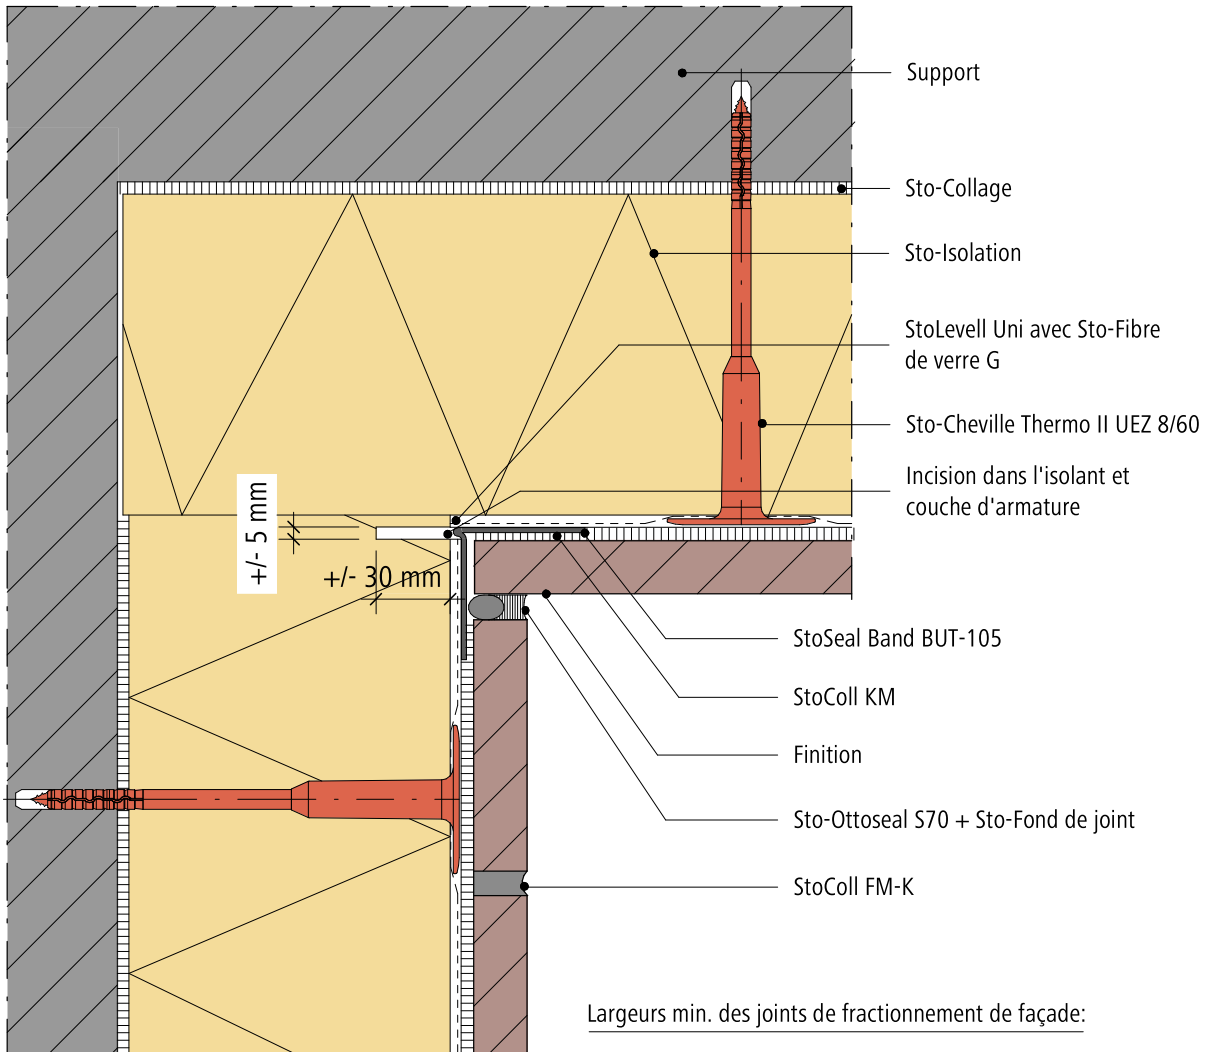 Support
Sto-Collage
Sto-Isolation
StoLevell Uni avec Sto-Fibre
de verre G
Sto-Cheville Thermo II UEZ 8/60
Incision dans l'isolant et
couche d'armature
+/- 5 mm
+/- 30 mm
StoSeal Band BUT-105
StoColl KM
Finition
Sto-Ottoseal S70 + Sto-Fond de joint
StoColl FM-K
Largeurs min. des joints de fractionnement de façade: